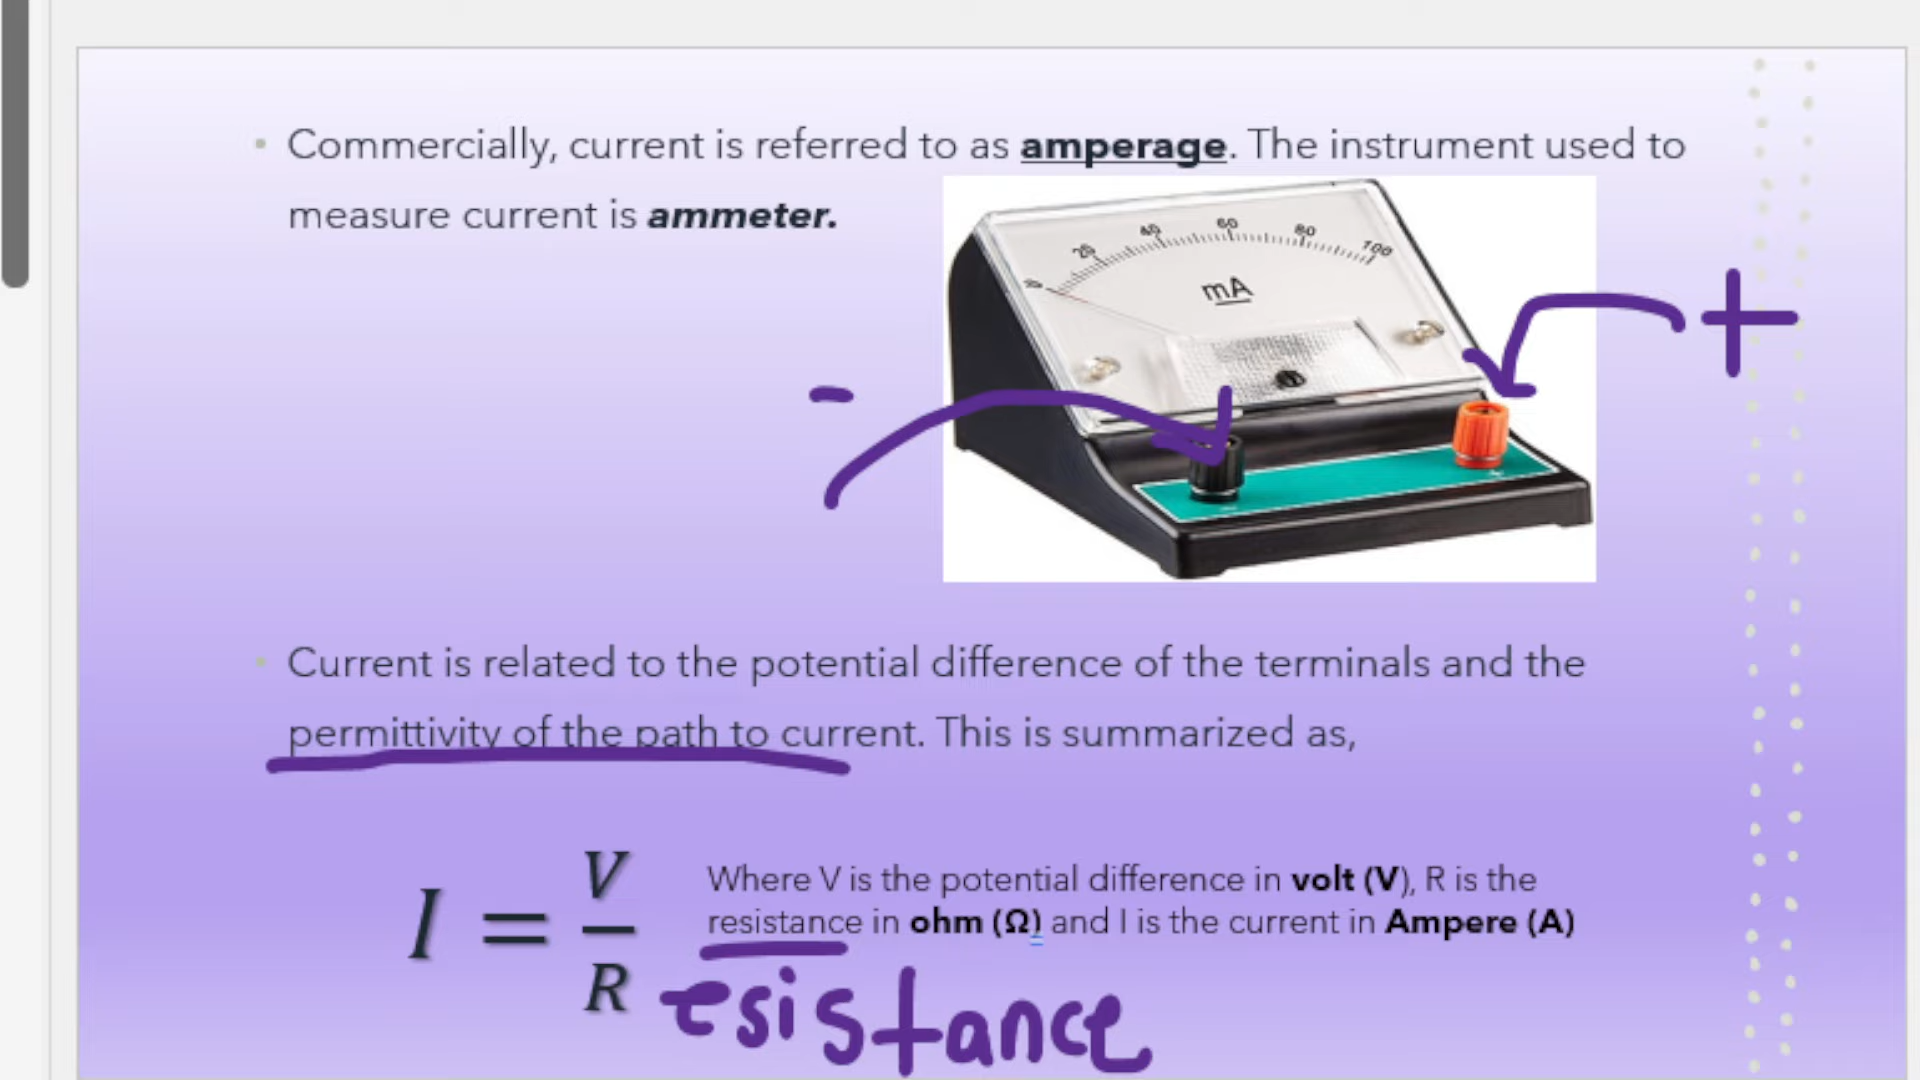 • Commercially, current is referred to as amperage. The instrument used to
measure current is ammeter.
0 20 40 60 80 100
mA
-
+
• Current is related to the potential difference of the terminals and the
permittivity of the path to current. This is summarized as,
I = V/R
Where V is the potential difference in volt (V), R is the
resistance in ohm (Ω) and I is the current in Ampere (A)
esistance